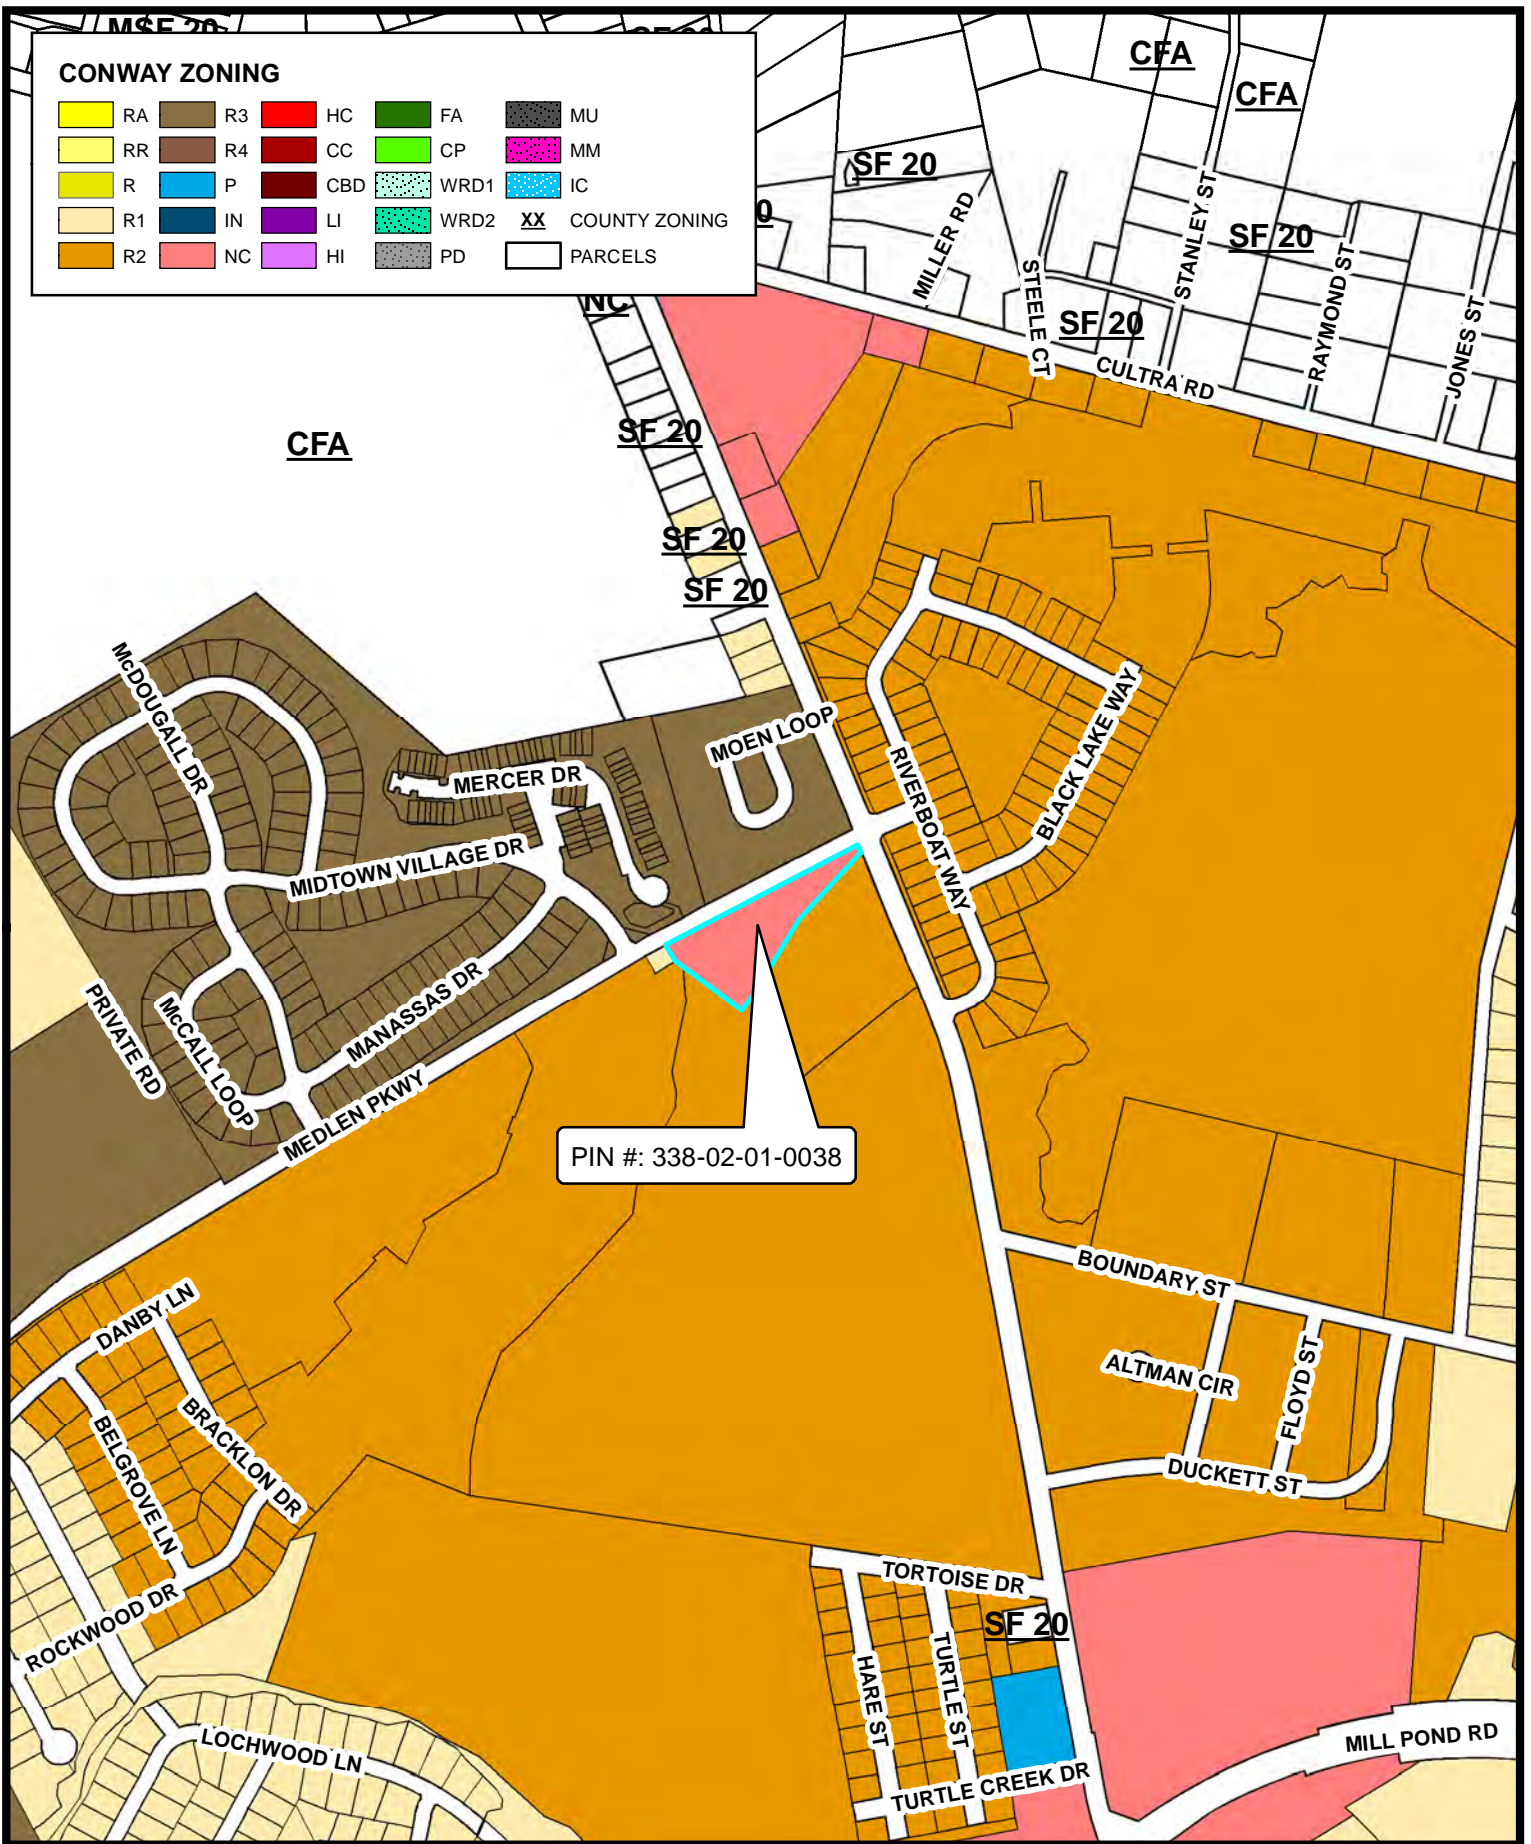 MSF 20
CONWAY ZONING
RA R3 HC FA MU
RR R4 CC CP MM
R P CBD WRD1 IC
R1 IN LI WRD2 XX COUNTY ZONING
R2 NC HI PD PARCELS
CFA
CFA
SF 20
MILLER RD
STEELE CT
STANLEY ST
SF 20
RAYMOND ST
JONES ST
SF 20
CULTRA RD
NC
CFA
SF 20
SF 20
SF 20
McDOUGALL DR
MOEN LOOP
MERCER DR
RIVERBOAT WAY
BLACK LAKE WAY
MIDTOWN VILLAGE DR
MANASSAS DR
PRIVATE RD
McCALL LOOP
MEDLEN PKWY
PIN #: 338-02-01-0038
BOUNDARY ST
DANBY LN
ALTMAN CIR
FLOYD ST
BELGROVE LN
BRACKLON DR
DUCKETT ST
ROCKWOOD DR
TORTOISE DR
SF 20
HARE ST
TURTLE ST
LOCHWOOD LN
MILL POND RD
TURTLE CREEK DR